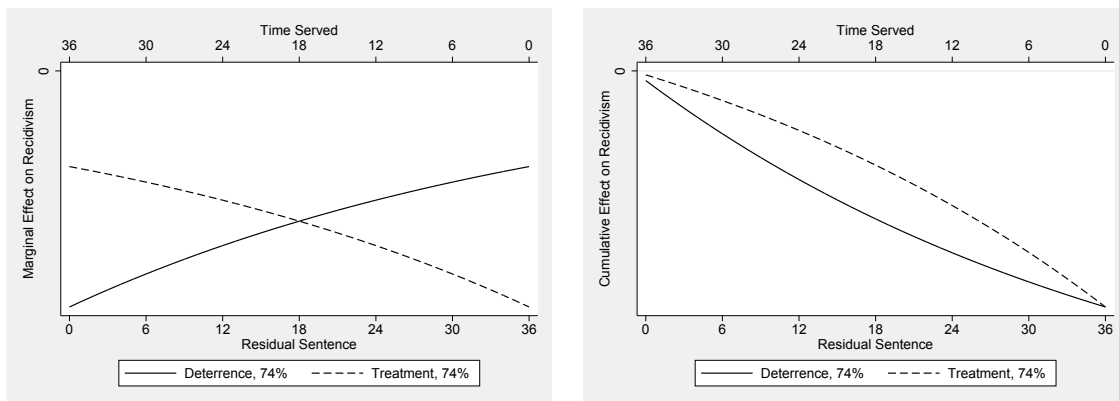 Time Served
36 30 24 18 12 6 0
0
Marginal Effect on Recidivism
0 6 12 18 24 30 36
Residual Sentence
Deterrence, 74% Treatment, 74%
Time Served
36 30 24 18 12 6 0
0
Cumulative Effect on Recidivism
0 6 12 18 24 30 36
Residual Sentence
Deterrence, 74% Treatment, 74%